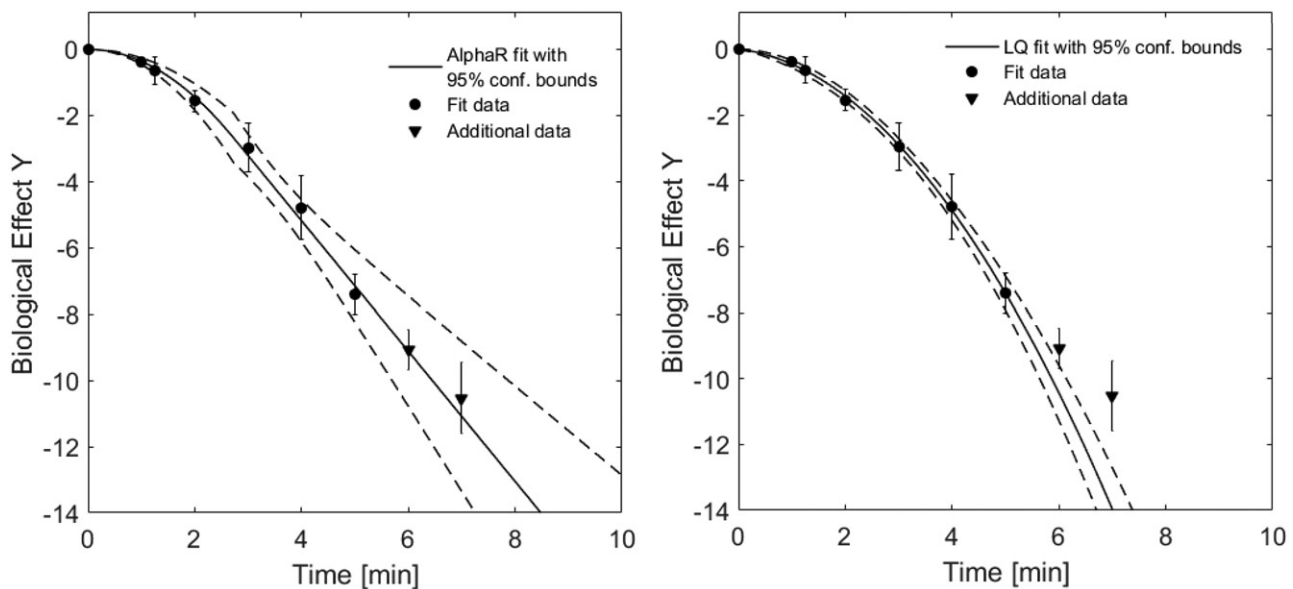 AlphaR fit with
95% conf. bounds
Fit data
Additional data
Biological Effect Y
0
-2
-4
-6
-8
-10
-12
-14
0 2 4 6 8 10
Time [min]
LQ fit with 95% conf. bounds
Fit data
Additional data
Biological Effect Y
0
-2
-4
-6
-8
-10
-12
-14
0 2 4 6 8 10
Time [min]